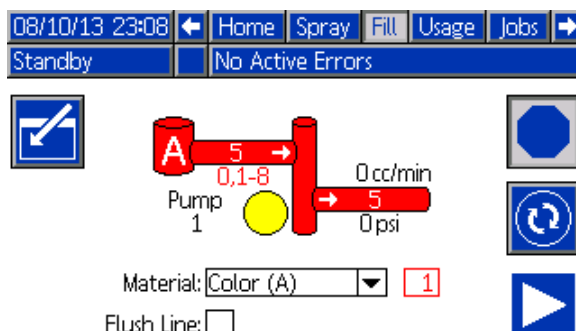 08/10/13 23:08 Home Spray Fill Usage Jobs
Standby No Active Errors
A 5
0,1-8
0 cc/min
Pump
1
5
0 psi
Material: Color (A) 1
Flush Line: